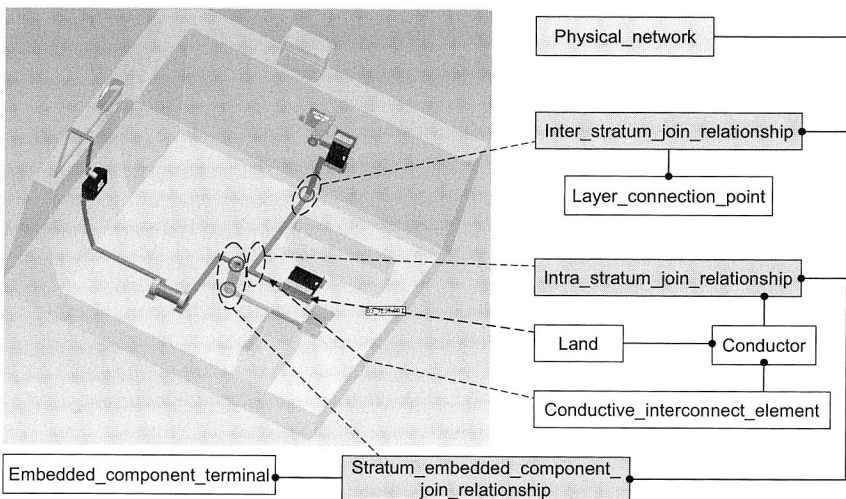 Physical_network
Inter_stratum_join_relationship
Layer_connection_point
Intra_stratum_join_relationship
Land
Conductor
Conductive_interconnect_element
Embedded_component_terminal
Stratum_embedded_component_
join_relationship